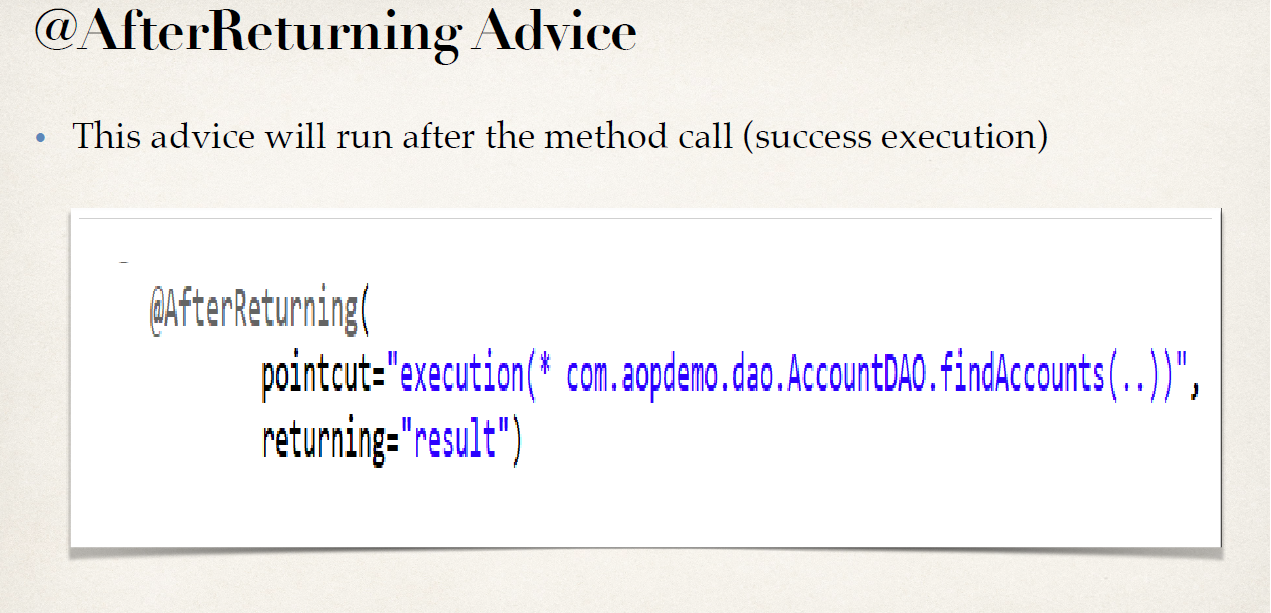 @AfterReturning Advice
• This advice will run after the method call (success execution)
@AfterReturning(
pointcut="execution(* com.aopdemo.dao.AccountDAO.findAccounts(..))",
returning="result")